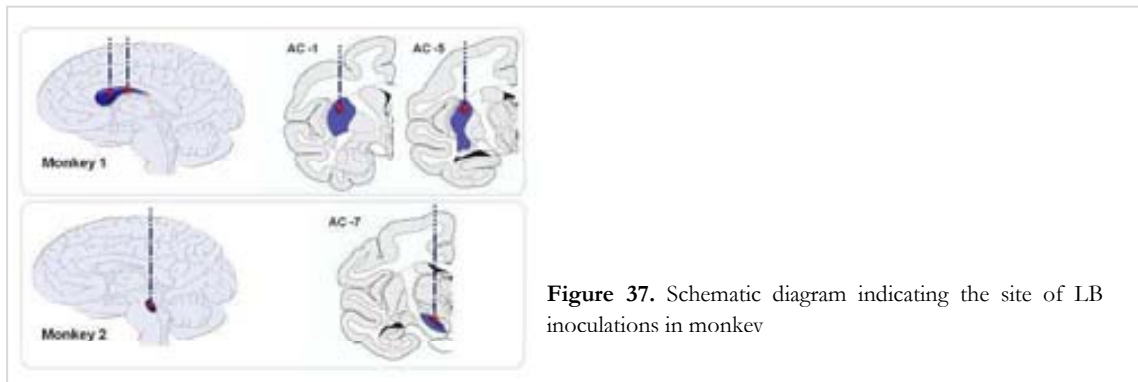 AC -1
AC -5
Monkey 1
AC -7
Monkey 2
Figure 37. Schematic diagram indicating the site of LB
inoculations in monkey